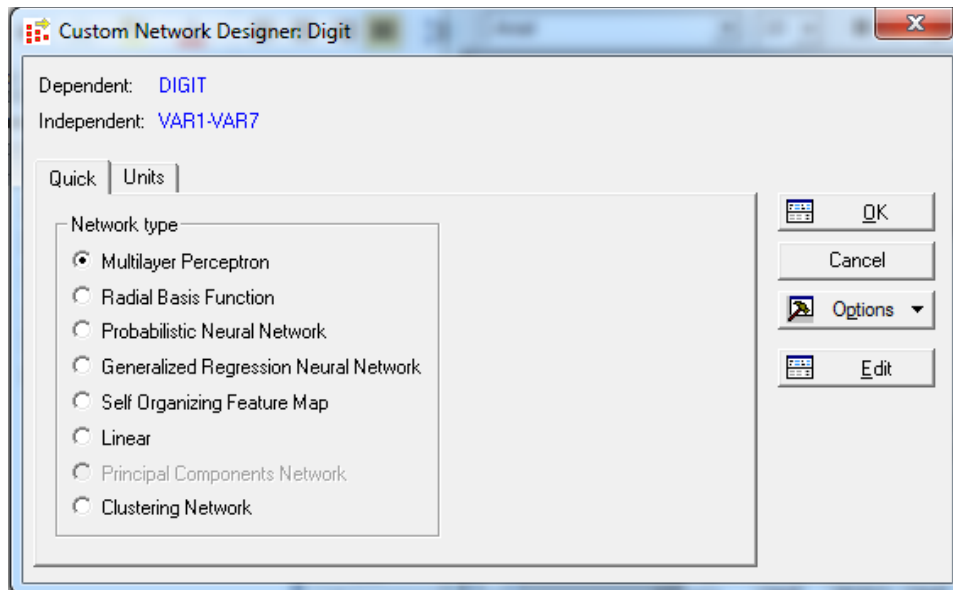 Custom Network Designer: Digit
Dependent: DIGIT
Independent: VAR1-VAR7
Quick
Units
Network type
Multilayer Perceptron
Radial Basis Function
Probabilistic Neural Network
Generalized Regression Neural Network
Self Organizing Feature Map
Linear
Principal Components Network
Clustering Network
OK
Cancel
Options
Edit